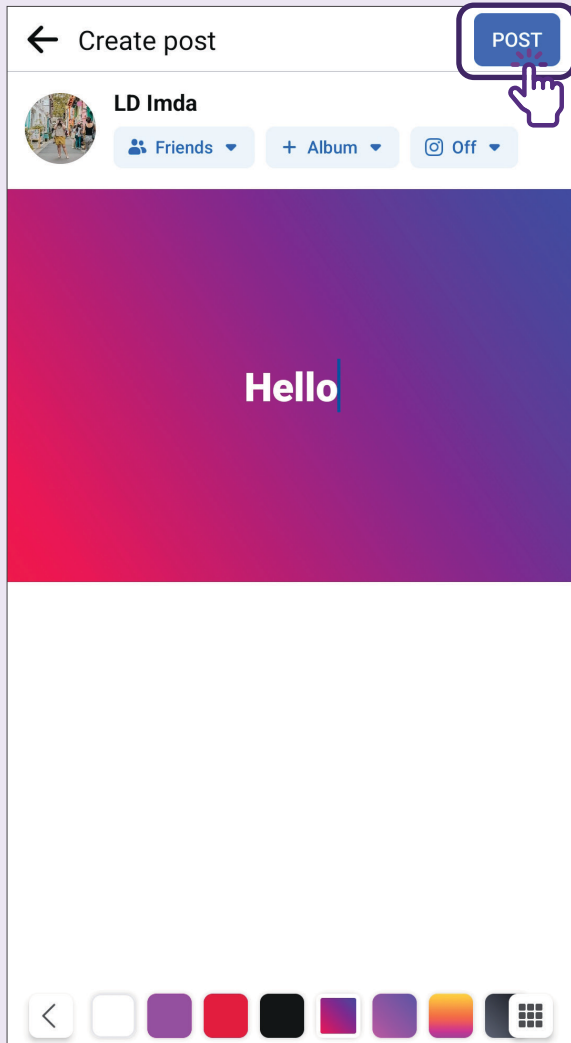 Create post
POST
LD Imda
Friends
+ Album
Off
Hello